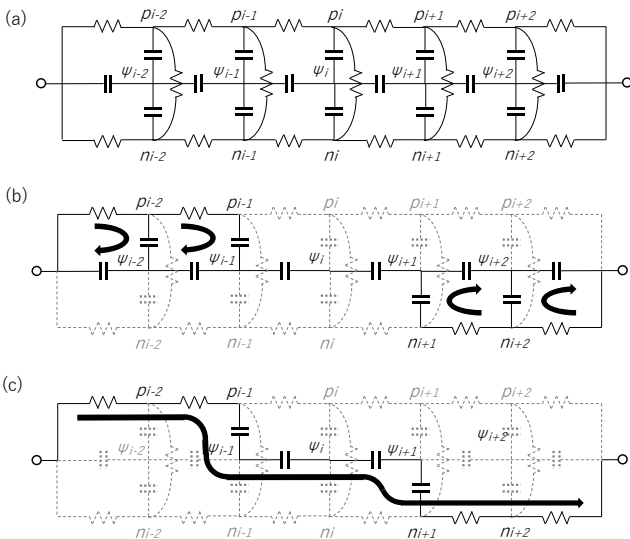 (a)
pi-2 pi-1 pi pi+1 pi+2
ψi-2 ψi-1 ψi ψi+1 ψi+2
ni-2 ni-1 ni ni+1 ni+2
(b)
pi-2 pi-1 pi pi+1 pi+2
ψi-2 ψi-1 ψi ψi+1 ψi+2
ni-2 ni-1 ni ni+1 ni+2
(c)
pi-2 pi-1 pi pi+1 pi+2
ψi-2 ψi-1 ψi ψi+1 ψi+2
ni-2 ni-1 ni ni+1 ni+2